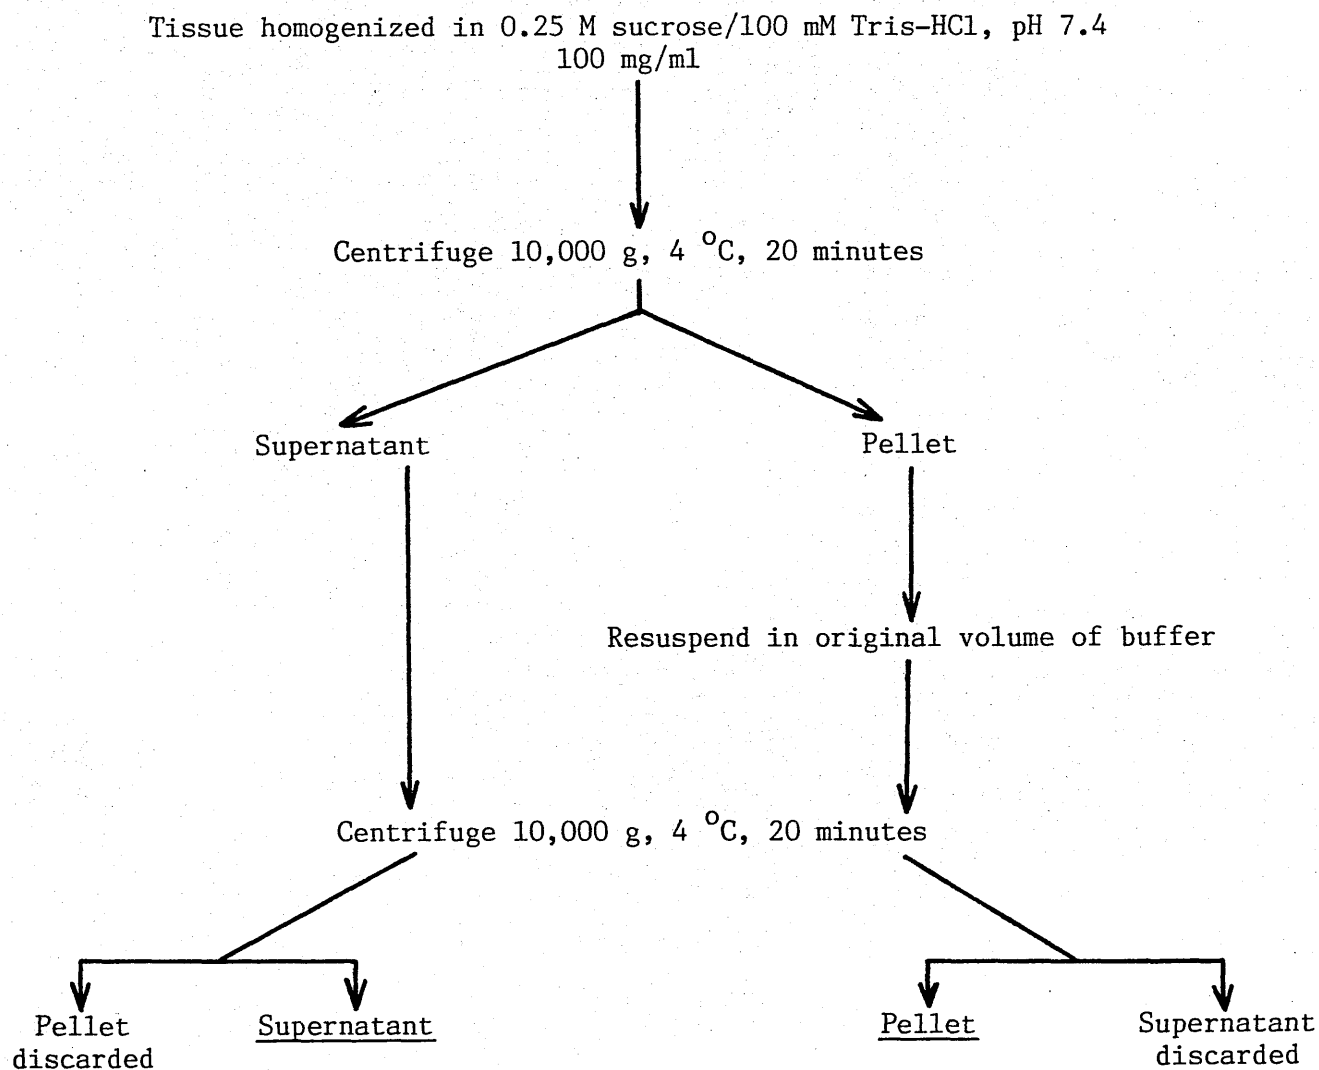 Tissue homogenized in 0.25 M sucrose/100 mM Tris-HCl, pH 7.4
100 mg/ml
Centrifuge 10,000 g, 4 °C, 20 minutes
Supernatant
Pellet
Resuspend in original volume of buffer
Centrifuge 10,000 g, 4 °C, 20 minutes
Pellet
discarded
Supernatant
Pellet
Supernatant
discarded